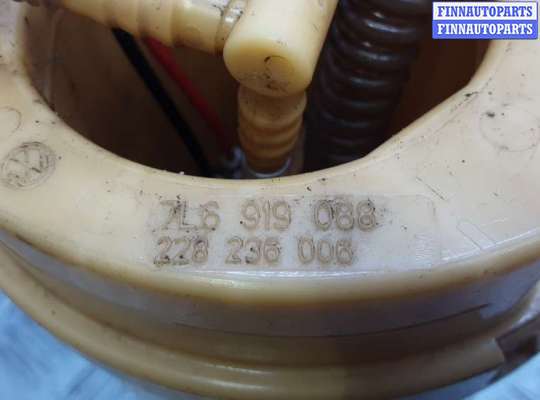 FINNAUTOPARTS
FINNAUTOPARTS
7L6 919 088
228 236 006